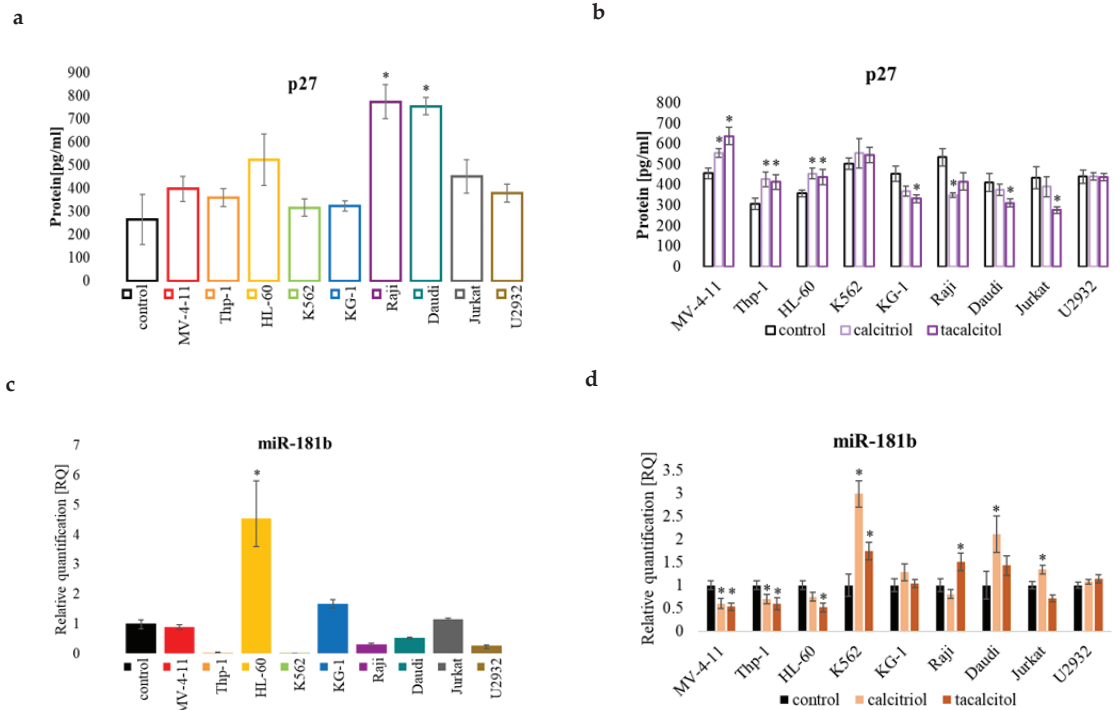 a
p27
Protein[pg/ml]
900
800
700
600
500
400
300
200
100
0
* *
control MV-4-11 Thp-1 HL-60 K562 KG-1 Raji Daudi Jurkat U2932
b
p27
Protein [pg/ml]
800
700
600
500
400
300
200
100
0
* * * * * * * * * * *
MV-4-11 Thp-1 HL-60 K562 KG-1 Raji Daudi Jurkat U2932
control calcitriol tacalcitol
c
miR-181b
Relative quantification [RQ]
7
6
5
4
3
2
1
0
*
control MV-4-11 Thp-1 HL-60 K562 KG-1 Raji Daudi Jurkat U2932
d
miR-181b
Relative quantification [RQ]
3.5
3
2.5
2
1.5
1
0.5
0
* * * * * * * * * *
MV-4-11 Thp-1 HL-60 K562 KG-1 Raji Daudi Jurkat U2932
control calcitriol tacalcitol